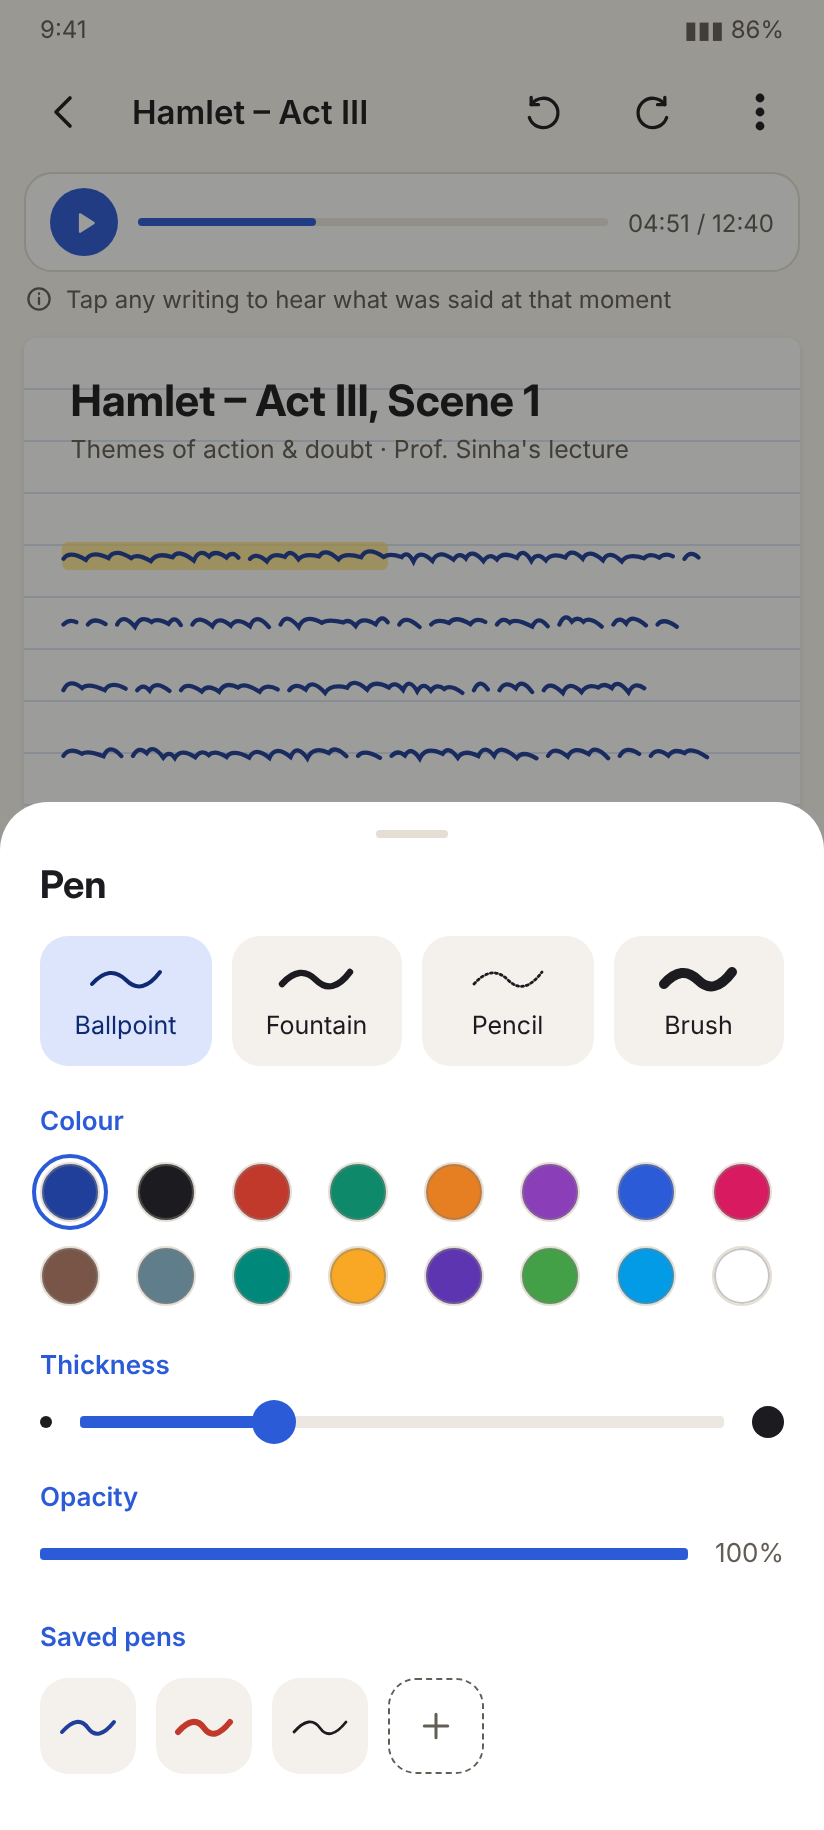 9:41
86%
Hamlet – Act III
04:51 / 12:40
Tap any writing to hear what was said at that moment
Hamlet – Act III, Scene 1
Themes of action & doubt · Prof. Sinha's lecture
Pen
Ballpoint
Fountain
Pencil
Brush
Colour
Thickness
Opacity
100%
Saved pens